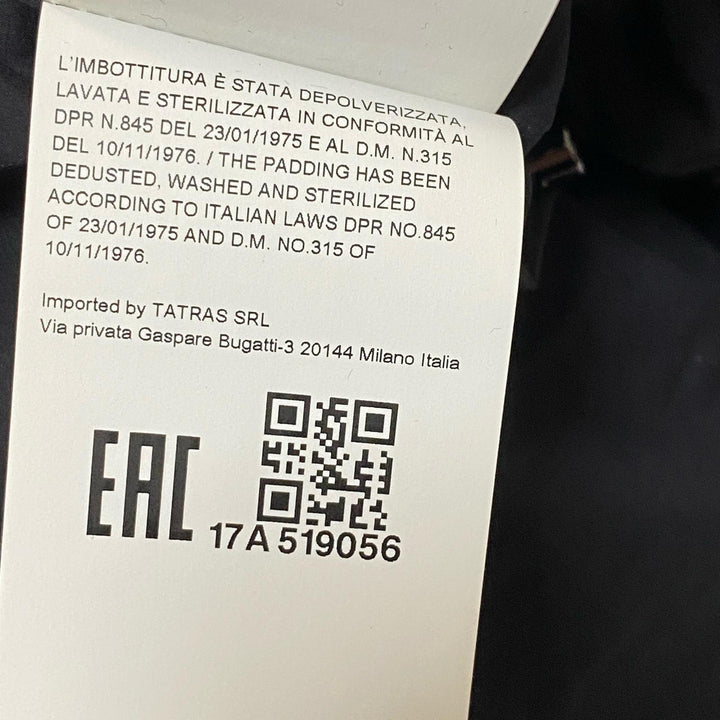 L'IMBOTTITURA È STATA DEPOLVERIZZATA,
LAVATA E STERILIZZATA IN CONFORMITÀ AL
DPR N.845 DEL 23/01/1975 E AL D.M. N.315
DEL 10/11/1976. / THE PADDING HAS BEEN
DEDUSTED, WASHED AND STERILIZED
ACCORDING TO ITALIAN LAWS DPR NO.845
OF 23/01/1975 AND D.M. NO.315 OF
10/11/1976.
Imported by TATRAS SRL
Via privata Gaspare Bugatti-3 20144 Milano Italia
EAC
17A 519056